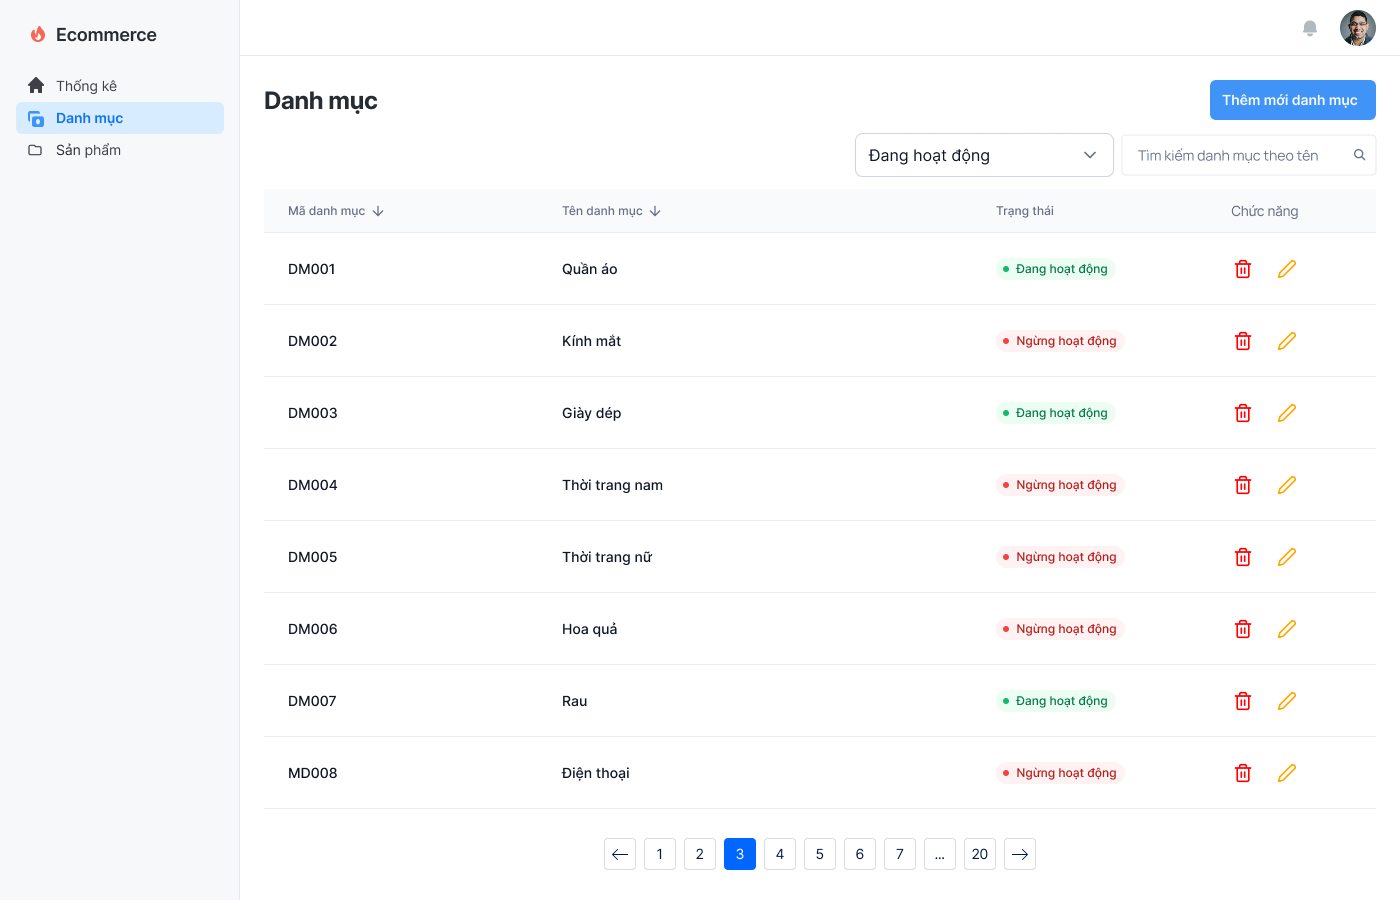 Ecommerce
Thống kê
Danh mục
Sản phẩm
Danh mục
Thêm mới danh mục
Đang hoạt động
Tìm kiếm danh mục theo tên
Mã danh mục Tên danh mục Trạng thái Chức năng
DM001 Quần áo Đang hoạt động
DM002 Kính mắt Ngừng hoạt động
DM003 Giày dép Đang hoạt động
DM004 Thời trang nam Ngừng hoạt động
DM005 Thời trang nữ Ngừng hoạt động
DM006 Hoa quả Ngừng hoạt động
DM007 Rau Đang hoạt động
MD008 Điện thoại Ngừng hoạt động
1 2 3 4 5 6 7 ... 20